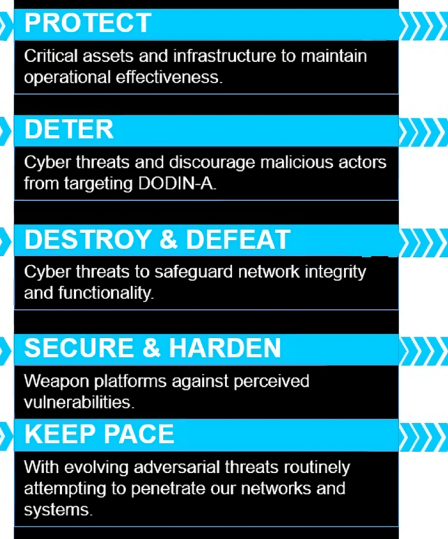 PROTECT
Critical assets and infrastructure to maintain
operational effectiveness.
DETER
Cyber threats and discourage malicious actors
from targeting DODIN-A.
DESTROY & DEFEAT
Cyber threats to safeguard network integrity
and functionality.
SECURE & HARDEN
Weapon platforms against perceived
vulnerabilities.
KEEP PACE
With evolving adversarial threats routinely
attempting to penetrate our networks and
systems.